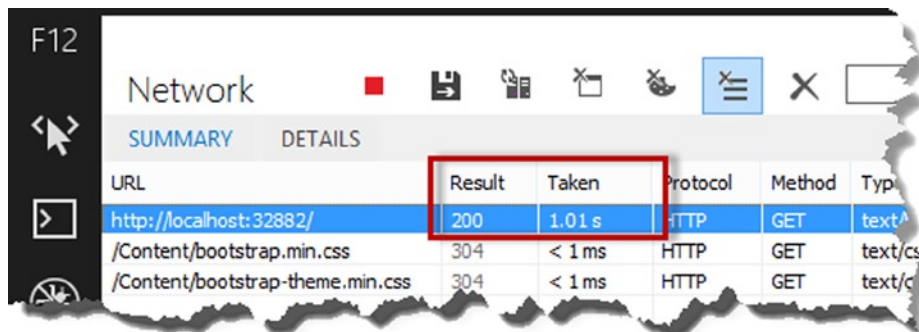 F12
Network
SUMMARY DETAILS
URL Result Taken Protocol Method
http://localhost:32882/ 200 1.01 s HTTP GET
/Content/bootstrap.min.css 304 < 1 ms HTTP GET
/Content/bootstrap-theme.min.css 304 < 1 ms HTTP GET